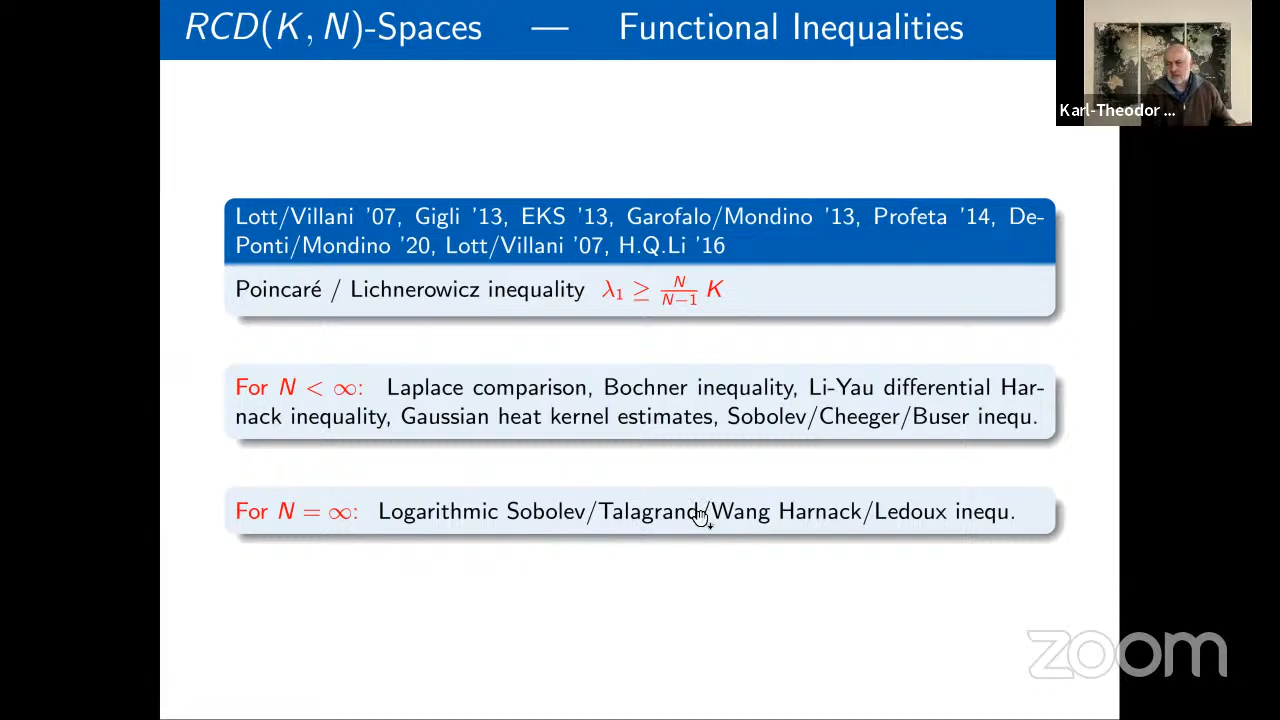 RCD(K, N)-Spaces — Functional Inequalities
Karl-Theodor ...
Lott/Villani '07, Gigli '13, EKS '13, Garofalo/Mondino '13, Profeta '14, De-
Ponti/Mondino '20, Lott/Villani '07, H.Q.Li '16
Poincaré / Lichnerowicz inequality λ₁ ≥ N/(N−1) K
For N < ∞: Laplace comparison, Bochner inequality, Li-Yau differential Har-
nack inequality, Gaussian heat kernel estimates, Sobolev/Cheeger/Buser inequ.
For N = ∞: Logarithmic Sobolev/Talagrand/Wang Harnack/Ledoux inequ.
zoom